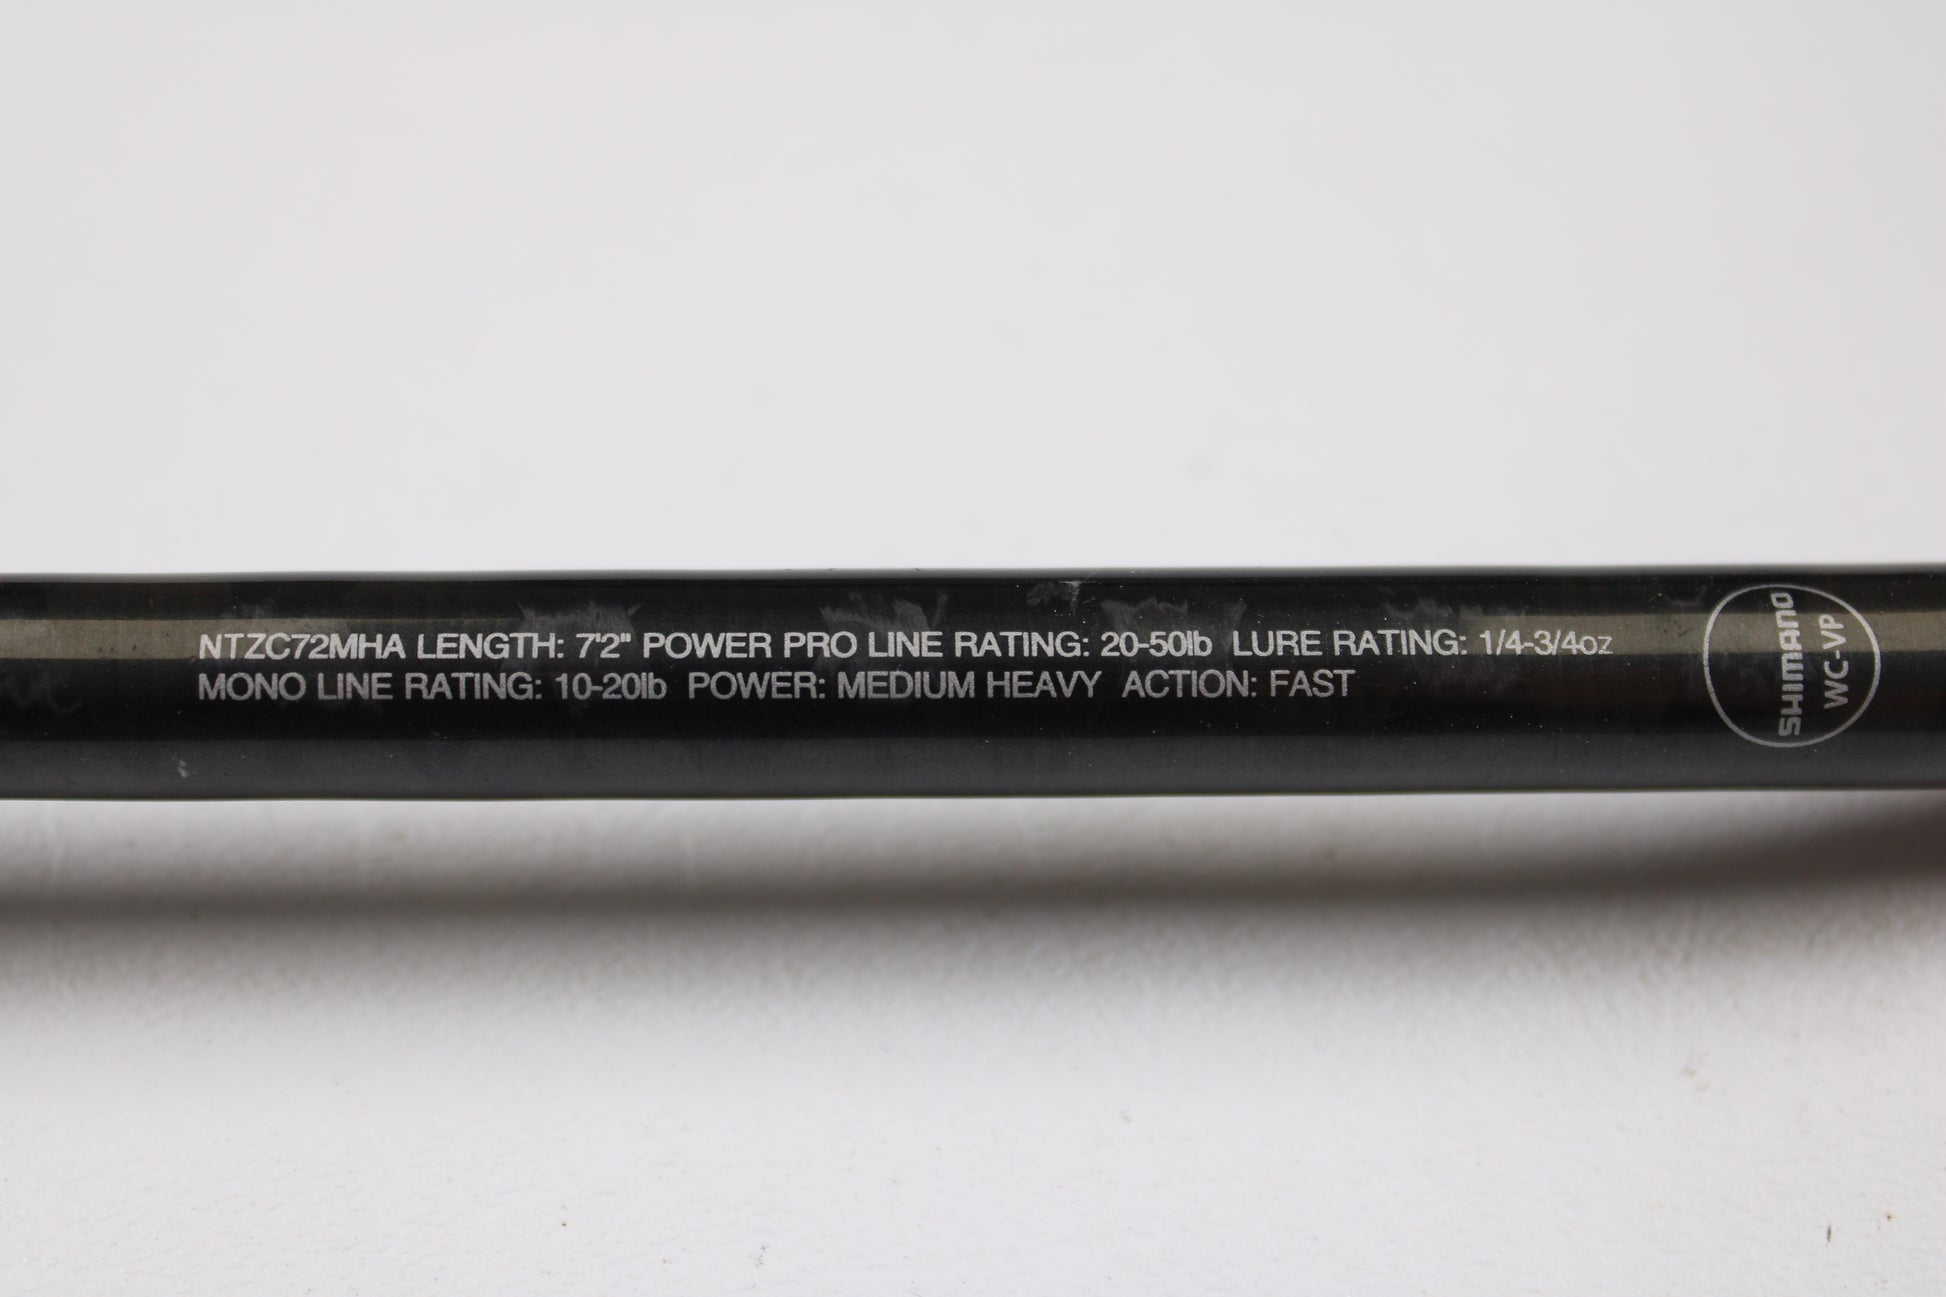 NTZC72MHA LENGTH: 7'2" POWER PRO LINE RATING: 20-50lb LURE RATING: 1/4-3/4oz
MONO LINE RATING: 10-20lb POWER: MEDIUM HEAVY ACTION: FAST
SHIMANO
WC-VP